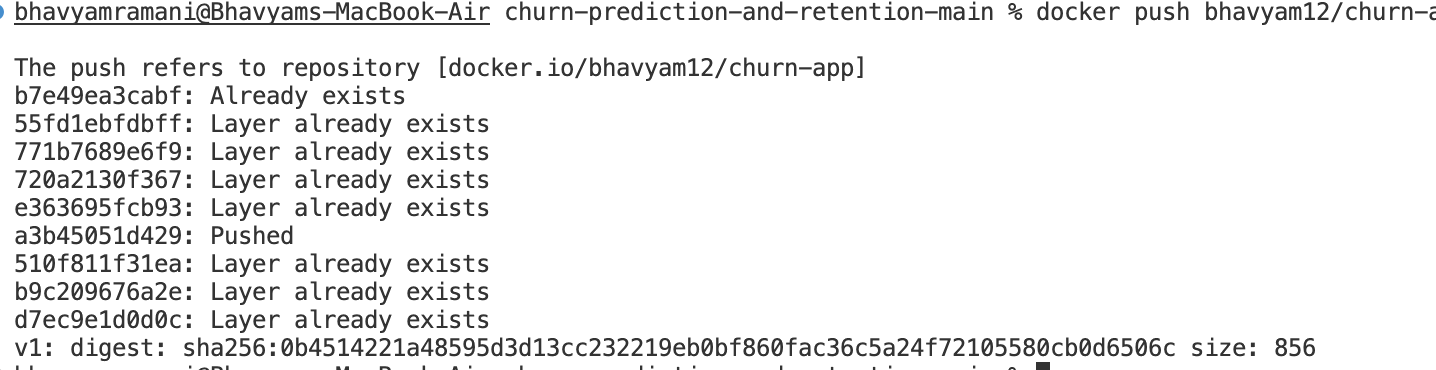 bhavyamramani@Bhavyams-MacBook-Air churn-prediction-and-retention-main % docker push bhavyam12/churn-a
The push refers to repository [docker.io/bhavyam12/churn-app]
b7e49ea3cabf: Already exists
55fd1ebfdbff: Layer already exists
771b7689e6f9: Layer already exists
720a2130f367: Layer already exists
e363695fcb93: Layer already exists
a3b45051d429: Pushed
510f811f31ea: Layer already exists
b9c209676a2e: Layer already exists
d7ec9e1d0d0c: Layer already exists
v1: digest: sha256:0b4514221a48595d3d13cc232219eb0bf860fac36c5a24f72105580cb0d6506c size: 856